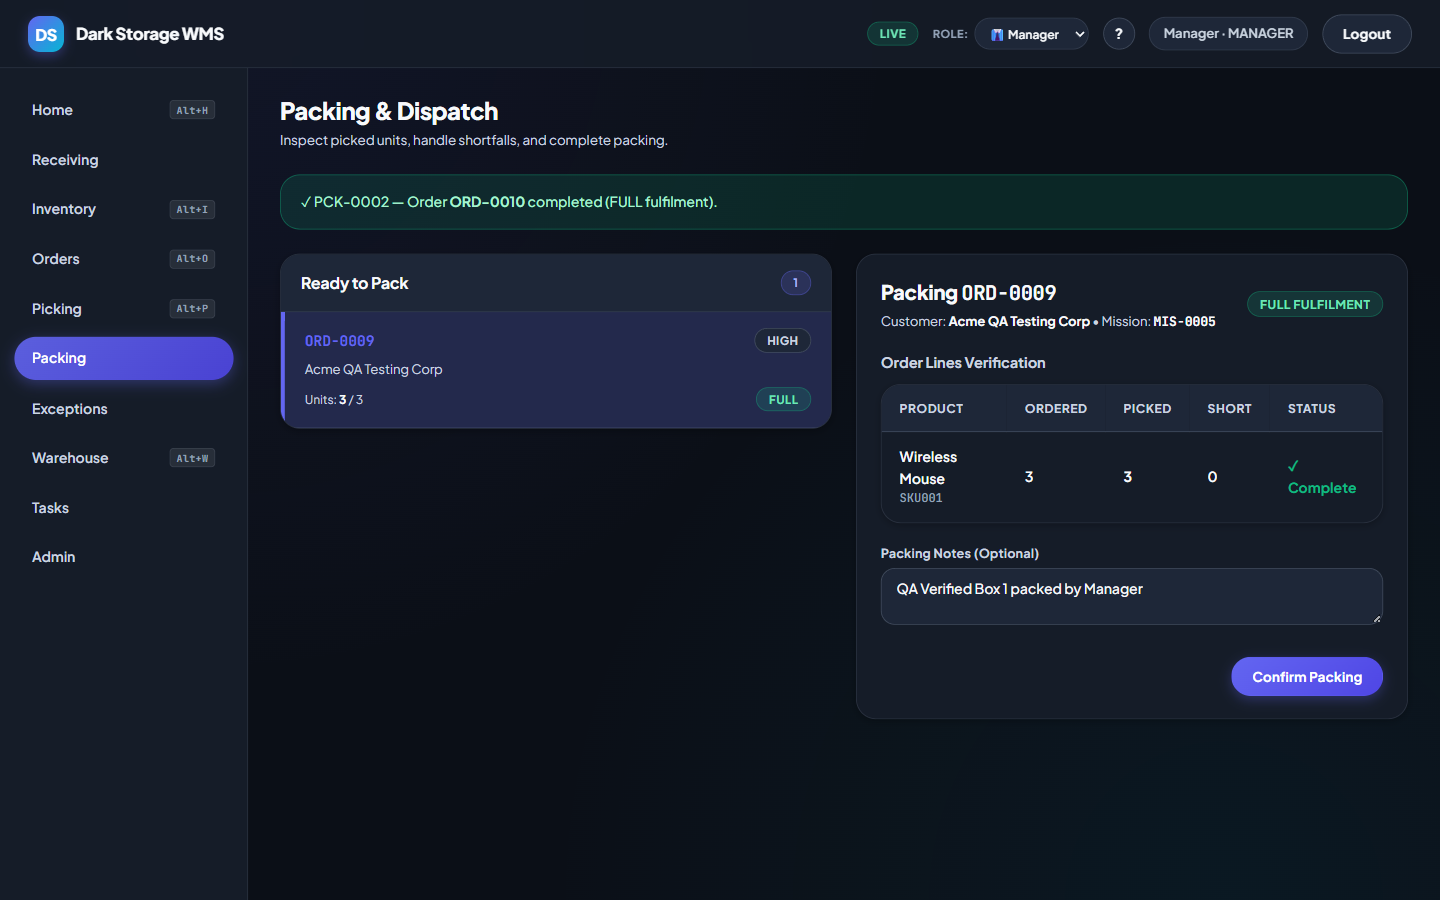 DS
Dark Storage WMS
LIVE
ROLE:
Manager
?
Manager · MANAGER
Logout
Home
Alt+H
Receiving
Inventory
Alt+I
Orders
Alt+O
Picking
Alt+P
Packing
Exceptions
Warehouse
Alt+W
Tasks
Admin
Packing & Dispatch
Inspect picked units, handle shortfalls, and complete packing.
✓ PCK-0002 — Order ORD-0010 completed (FULL fulfilment).
Ready to Pack
1
ORD-0009
HIGH
Acme QA Testing Corp
Units: 3 / 3
FULL
Packing ORD-0009
FULL FULFILMENT
Customer: Acme QA Testing Corp • Mission: MIS-0005
Order Lines Verification
PRODUCT ORDERED PICKED SHORT STATUS
Wireless
Mouse
SKU001
3
3
0
✓
Complete
Packing Notes (Optional)
QA Verified Box 1 packed by Manager
Confirm Packing